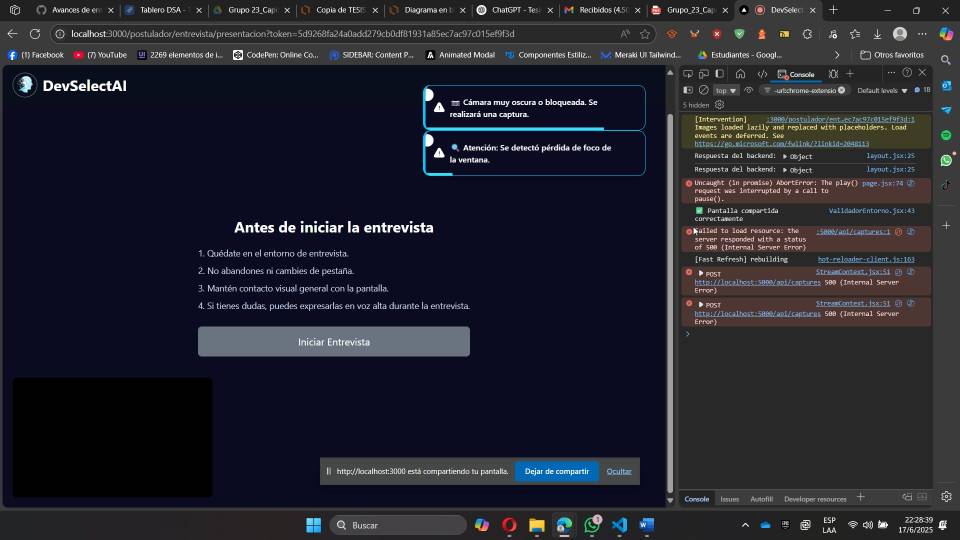 Avances de en
Tablero DSA - T
Grupo 23_Cap
Copia de TESIS
Diagrama en b
ChatGPT - Tes
Recibidos (4.5
Grupo_23_Cap
DevSelect
localhost:3000/postulador/entrevista/presentacion?token=5d9268fa24a0add279cb0df81931a85ec7ac97c015ef9f3d
(1) Facebook
(7) YouTube
2269 elementos de i...
CodePen: Online Co...
SIDEBAR: Content P...
Animated Modal
Componentes Estiliz...
Meraki UI Tailwind...
Estudiantes - Googl...
Otros favoritos
DevSelectAI
Cámara muy oscura o bloqueada. Se
realizará una captura.
Atención: Se detectó pérdida de foco de
la ventana.
Antes de iniciar la entrevista
1. Quédate en el entorno de entrevista.
2. No abandones ni cambies de pestaña.
3. Mantén contacto visual general con la pantalla.
4. Si tienes dudas, puedes expresarlas en voz alta durante la entrevista.
Iniciar Entrevista
http://localhost:3000 está compartiendo tu pantalla.
Dejar de compartir
Ocultar
Console
top
-url:chrome-extensio
Default levels
18
5 hidden
[Intervention] :3000/postulador/ent…ec7ac97c015ef9f3d:1
Images loaded lazily and replaced with placeholders. Load
events are deferred. See
https://go.microsoft.com/fwlink/?linkid=2048113
Respuesta del backend: ▶ Object layout.jsx:25
Respuesta del backend: ▶ Object layout.jsx:25
Uncaught (in promise) AbortError: The play() page.jsx:74
request was interrupted by a call to
pause().
✅ Pantalla compartida ValidadorEntorno.jsx:43
correctamente
Failed to load resource: the :5000/api/captures:1
server responded with a status
of 500 (Internal Server Error)
[Fast Refresh] rebuilding hot-reloader-client.js:163
▶ POST StreamContext.jsx:51
http://localhost:5000/api/captures 500 (Internal Server
Error)
▶ POST StreamContext.jsx:51
http://localhost:5000/api/captures 500 (Internal Server
Error)
Console
Issues
Autofill
Developer resources
Buscar
1
ESP
LAA
22:28:39
17/6/2025